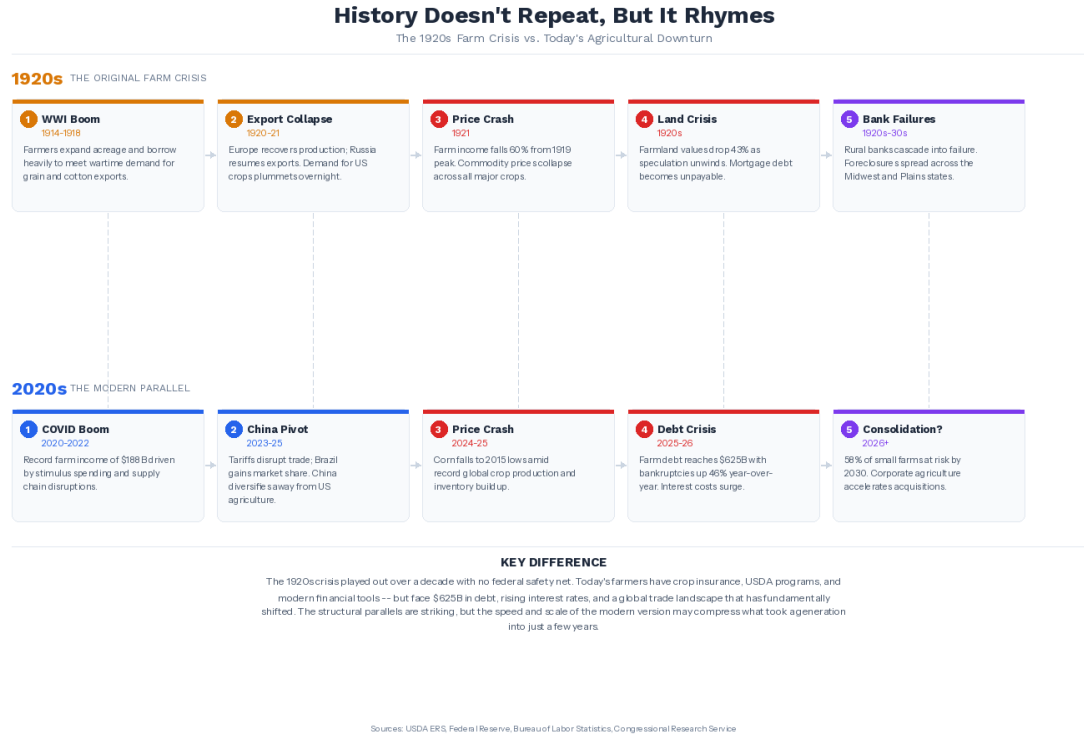 History Doesn't Repeat, But It Rhymes
The 1920s Farm Crisis vs. Today's Agricultural Downturn
1920s THE ORIGINAL FARM CRISIS
1 WWI Boom
1914-1918
Farmers expand acreage and borrow
heavily to meet wartime demand for
grain and cotton exports.
2 Export Collapse
1920-21
Europe recovers production; Russia
resumes exports. Demand for US
crops plummets overnight.
3 Price Crash
1921
Farm income falls 60% from 1919
peak. Commodity prices collapse
across all major crops.
4 Land Crisis
1920s
Farmland values drop 43% as
speculation unwinds. Mortgage debt
becomes unpayable.
5 Bank Failures
1920s-30s
Rural banks cascade into failure.
Foreclosures spread across the
Midwest and Plains states.
2020s THE MODERN PARALLEL
1 COVID Boom
2020-2022
Record farm income of $188B driven
by stimulus spending and supply
chain disruptions.
2 China Pivot
2023-25
Tariffs disrupt trade; Brazil
gains market share. China
diversifies away from US
agriculture.
3 Price Crash
2024-25
Corn falls to 2015 lows amid
record global crop production and
inventory buildup.
4 Debt Crisis
2025-26
Farm debt reaches $625B with
bankruptcies up 46% year-over-
year. Interest costs surge.
5 Consolidation?
2026+
58% of small farms at risk by
2030. Corporate agriculture
accelerates acquisitions.
KEY DIFFERENCE
The 1920s crisis played out over a decade with no federal safety net. Today's farmers have crop insurance, USDA programs, and
modern financial tools -- but face $625B in debt, rising interest rates, and a global trade landscape that has fundamentally
shifted. The structural parallels are striking, but the speed and scale of the modern version may compress what took a generation
into just a few years.
Sources: USDA ERS, Federal Reserve, Bureau of Labor Statistics, Congressional Research Service